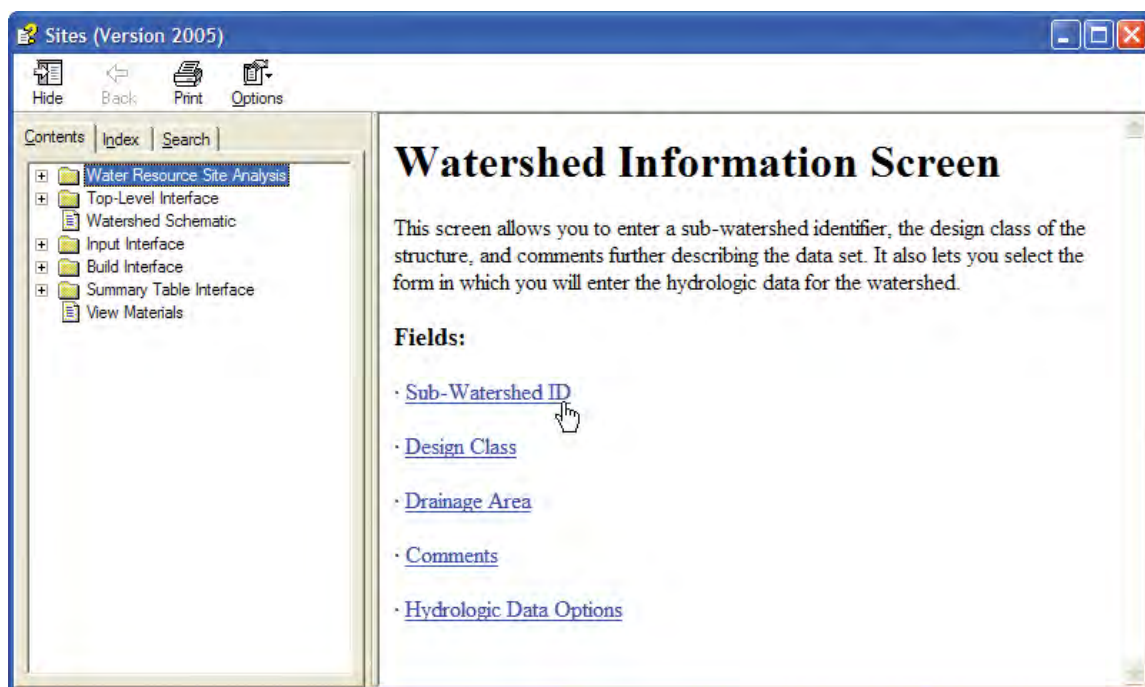 Sites (Version 2005)
Hide Back Print Options
Contents Index Search
Water Resource Site Analysis
Top-Level Interface
Watershed Schematic
Input Interface
Build Interface
Summary Table Interface
View Materials
Watershed Information Screen
This screen allows you to enter a sub-watershed identifier, the design class of the
structure, and comments further describing the data set. It also lets you select the
form in which you will enter the hydrologic data for the watershed.
Fields:
· Sub-Watershed ID
· Design Class
· Drainage Area
· Comments
· Hydrologic Data Options